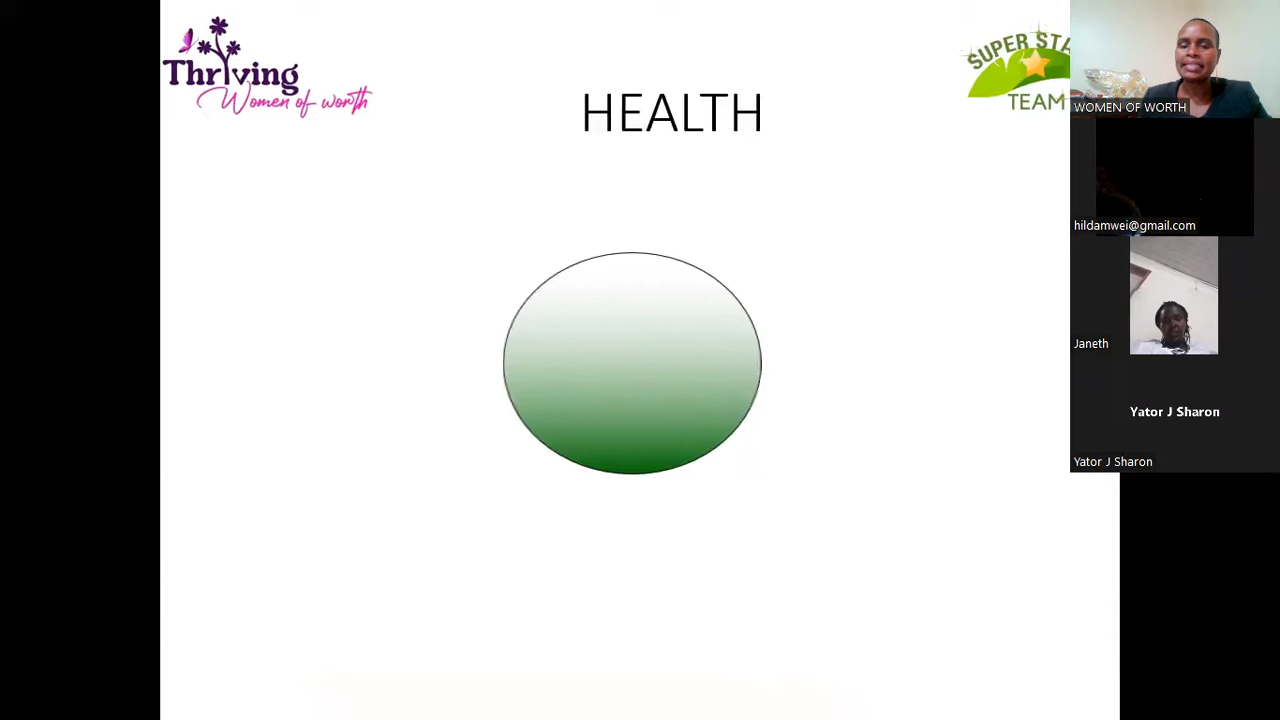 Thriving
Women of worth
SUPER STA
TEAM
HEALTH
WOMEN OF WORTH
hildamwei@gmail.com
Janeth
Yator J Sharon
Yator J Sharon